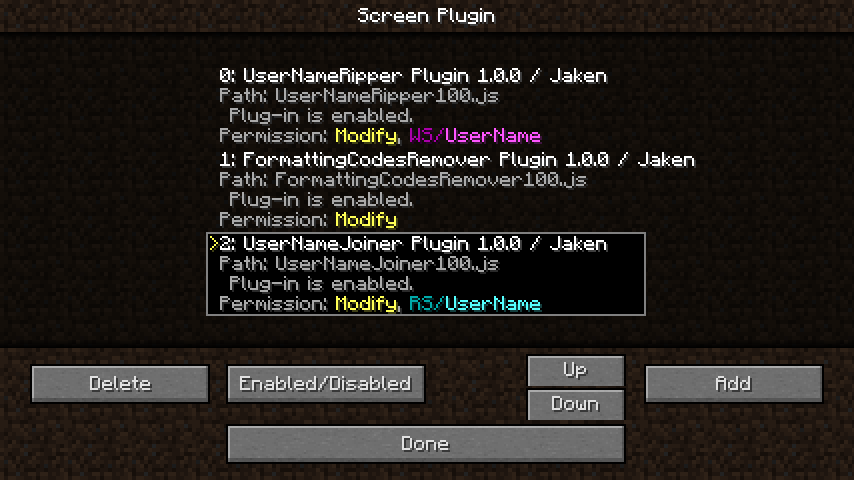 Screen Plugin
0: UserNameRipper Plugin 1.0.0 / Jaken
Path: UserNameRipper100.js
Plug-in is enabled.
Permission: Modify, WS/UserName
1: FormattingCodesRemover Plugin 1.0.0 / Jaken
Path: FormattingCodesRemover100.js
Plug-in is enabled.
Permission: Modify
>2: UserNameJoiner Plugin 1.0.0 / Jaken
Path: UserNameJoiner100.js
Plug-in is enabled.
Permission: Modify, RS/UserName
Delete
Enabled/Disabled
Up
Down
Add
Done